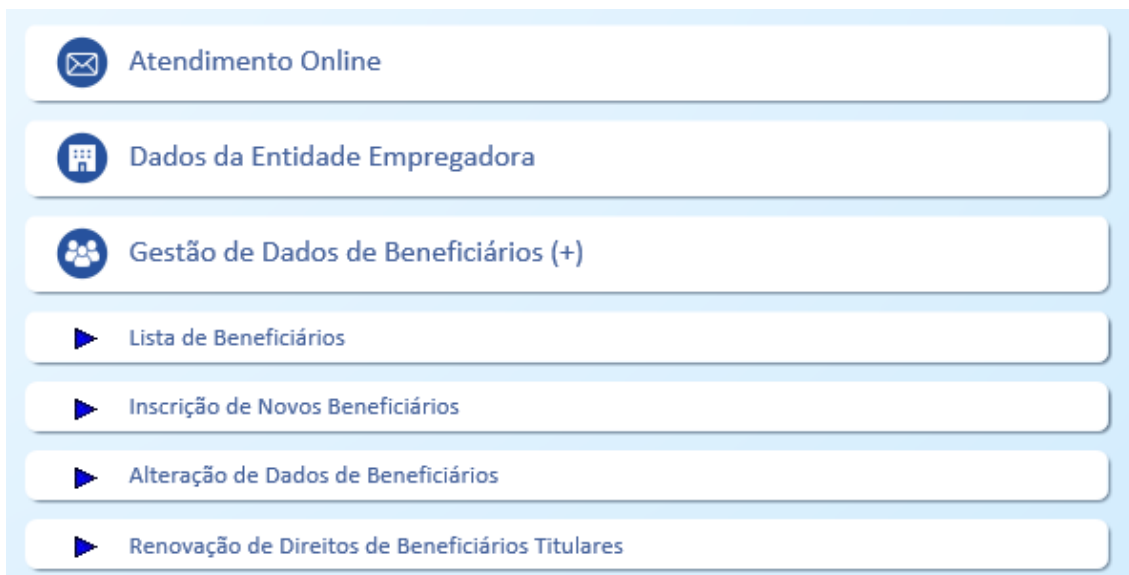 Atendimento Online
Dados da Entidade Empregadora
Gestão de Dados de Beneficiários (+)
Lista de Beneficiários
Inscrição de Novos Beneficiários
Alteração de Dados de Beneficiários
Renovação de Direitos de Beneficiários Titulares